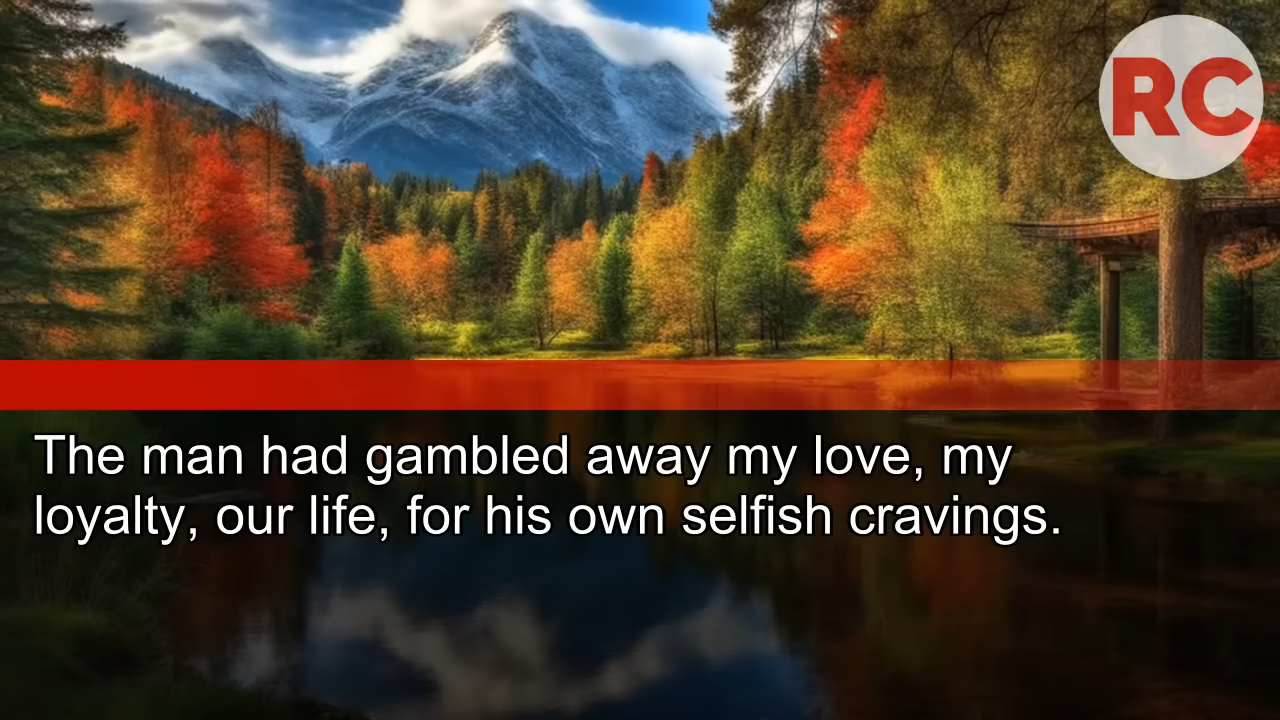 RC
The man had gambled away my love, my
loyalty, our life, for his own selfish cravings.